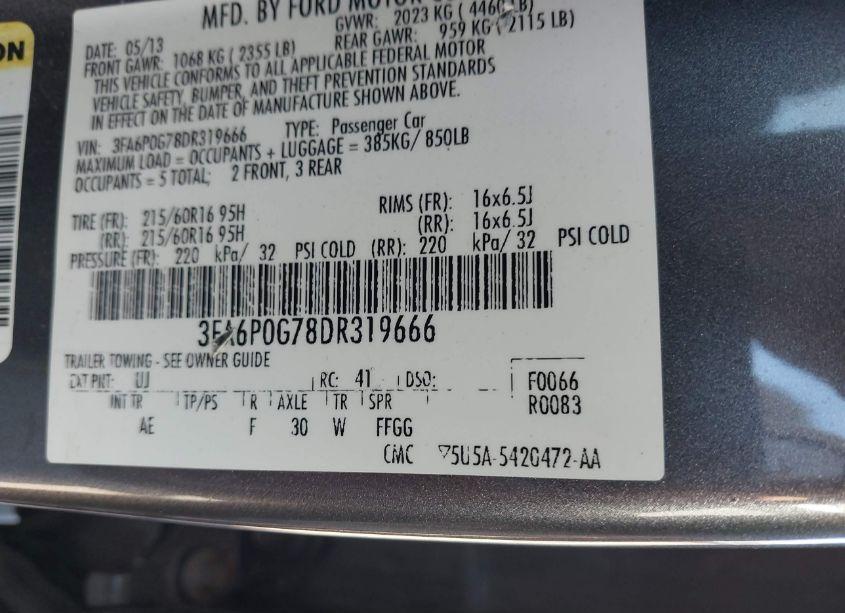 ON
MFD. BY FORD MOTOR CO
DATE: 05/13 GVWR: 2023 KG ( 4460 LB)
FRONT GAWR: 1068 KG ( 2355 LB) REAR GAWR: 959 KG ( 2115 LB)
THIS VEHICLE CONFORMS TO ALL APPLICABLE FEDERAL MOTOR
VEHICLE SAFETY, BUMPER, AND THEFT PREVENTION STANDARDS
IN EFFECT ON THE DATE OF MANUFACTURE SHOWN ABOVE.
VIN: 3FA6P0G78DR319666 TYPE: Passenger Car
MAXIMUM LOAD = OCCUPANTS + LUGGAGE = 385KG/ 850LB
OCCUPANTS = 5 TOTAL; 2 FRONT, 3 REAR
TIRE (FR): 215/60R16 95H RIMS (FR): 16x6.5J
(RR): 215/60R16 95H (RR): 16x6.5J
PRESSURE (FR): 220 kPa/ 32 PSI COLD (RR): 220 kPa/ 32 PSI COLD
3FA6P0G78DR319666
TRAILER TOWING - SEE OWNER GUIDE
EXT PNT: UJ RC: 41 DSO: F0066
INT TR TP/PS R AXLE TR SPR R0083
AE F 30 W FFGG
CMC 5U5A-5420472-AA